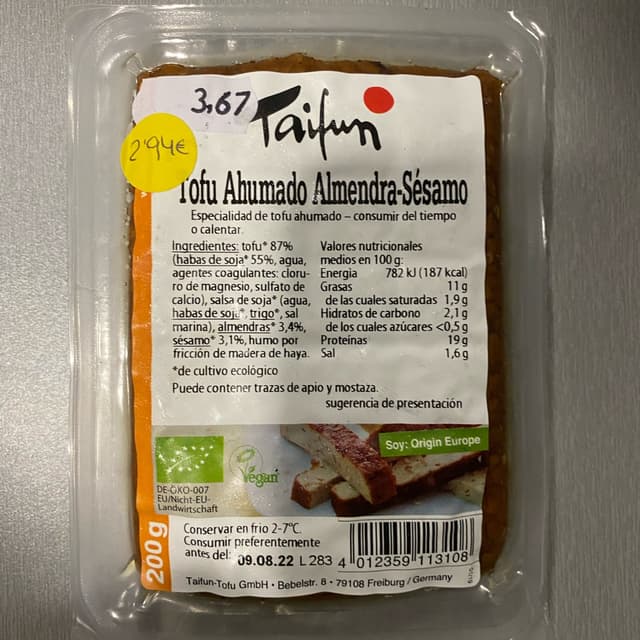 3,67
Taifun
2'94€
Tofu Ahumado Almendra-Sésamo
Especialidad de tofu ahumado – consumir del tiempo
o calentar.
Ingredientes: tofu* 87%
(habas de soja* 55%, agua,
agentes coagulantes: cloru-
ro de magnesio, sulfato de
calcio), salsa de soja* (agua,
habas de soja*, trigo*, sal
marina), almendras* 3,4%,
sésamo* 3,1%, humo por
fricción de madera de haya.
*de cultivo ecológico
Valores nutricionales
medios en 100 g:
Energía 782 kJ (187 kcal)
Grasas 11 g
de las cuales saturadas 1,9 g
Hidratos de carbono 2,1 g
de los cuales azúcares <0,5 g
Proteínas 19 g
Sal 1,6 g
Puede contener trazas de apio y mostaza.
sugerencia de presentación
Soy: Origin Europe
Vegan
DE-ÖKO-007
EU/Nicht-EU-
Landwirtschaft
200 g
Conservar en frio 2-7°C.
Consumir preferentemente
antes del: 09.08.22 L 283
4 012359 113108
Taifun-Tofu GmbH • Bebelstr. 8 • 79108 Freiburg / Germany